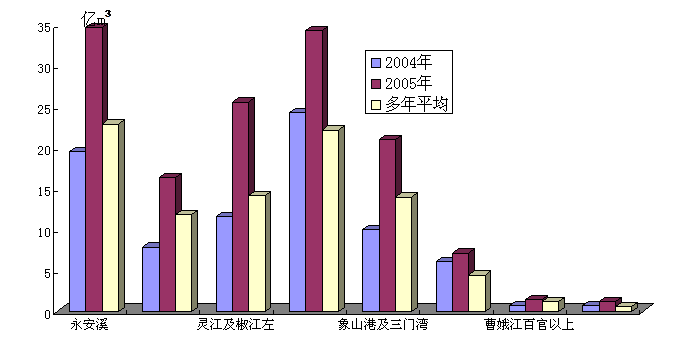 亿m³
35
30
25
20
15
10
5
0
2004年
2005年
多年平均
永安溪
灵江及椒江左
象山港及三门湾
曹娥江百官以上